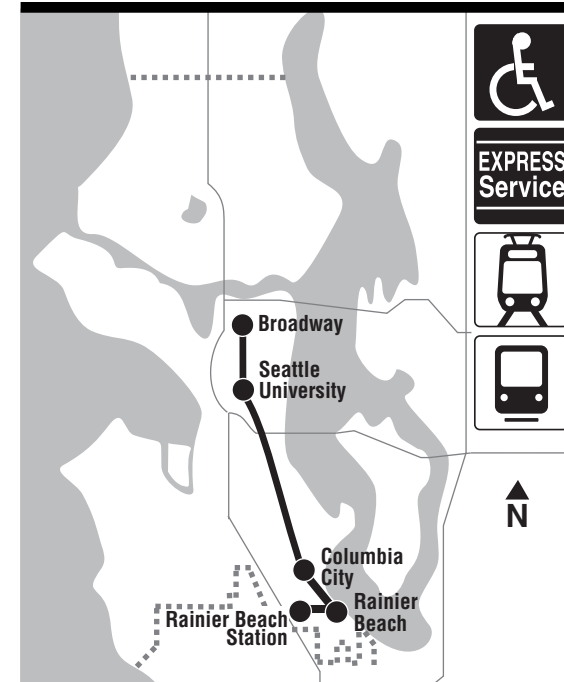 EXPRESS
Service
Broadway
Seattle
University
N
Columbia
City
Rainier
Beach
Rainier Beach
Station